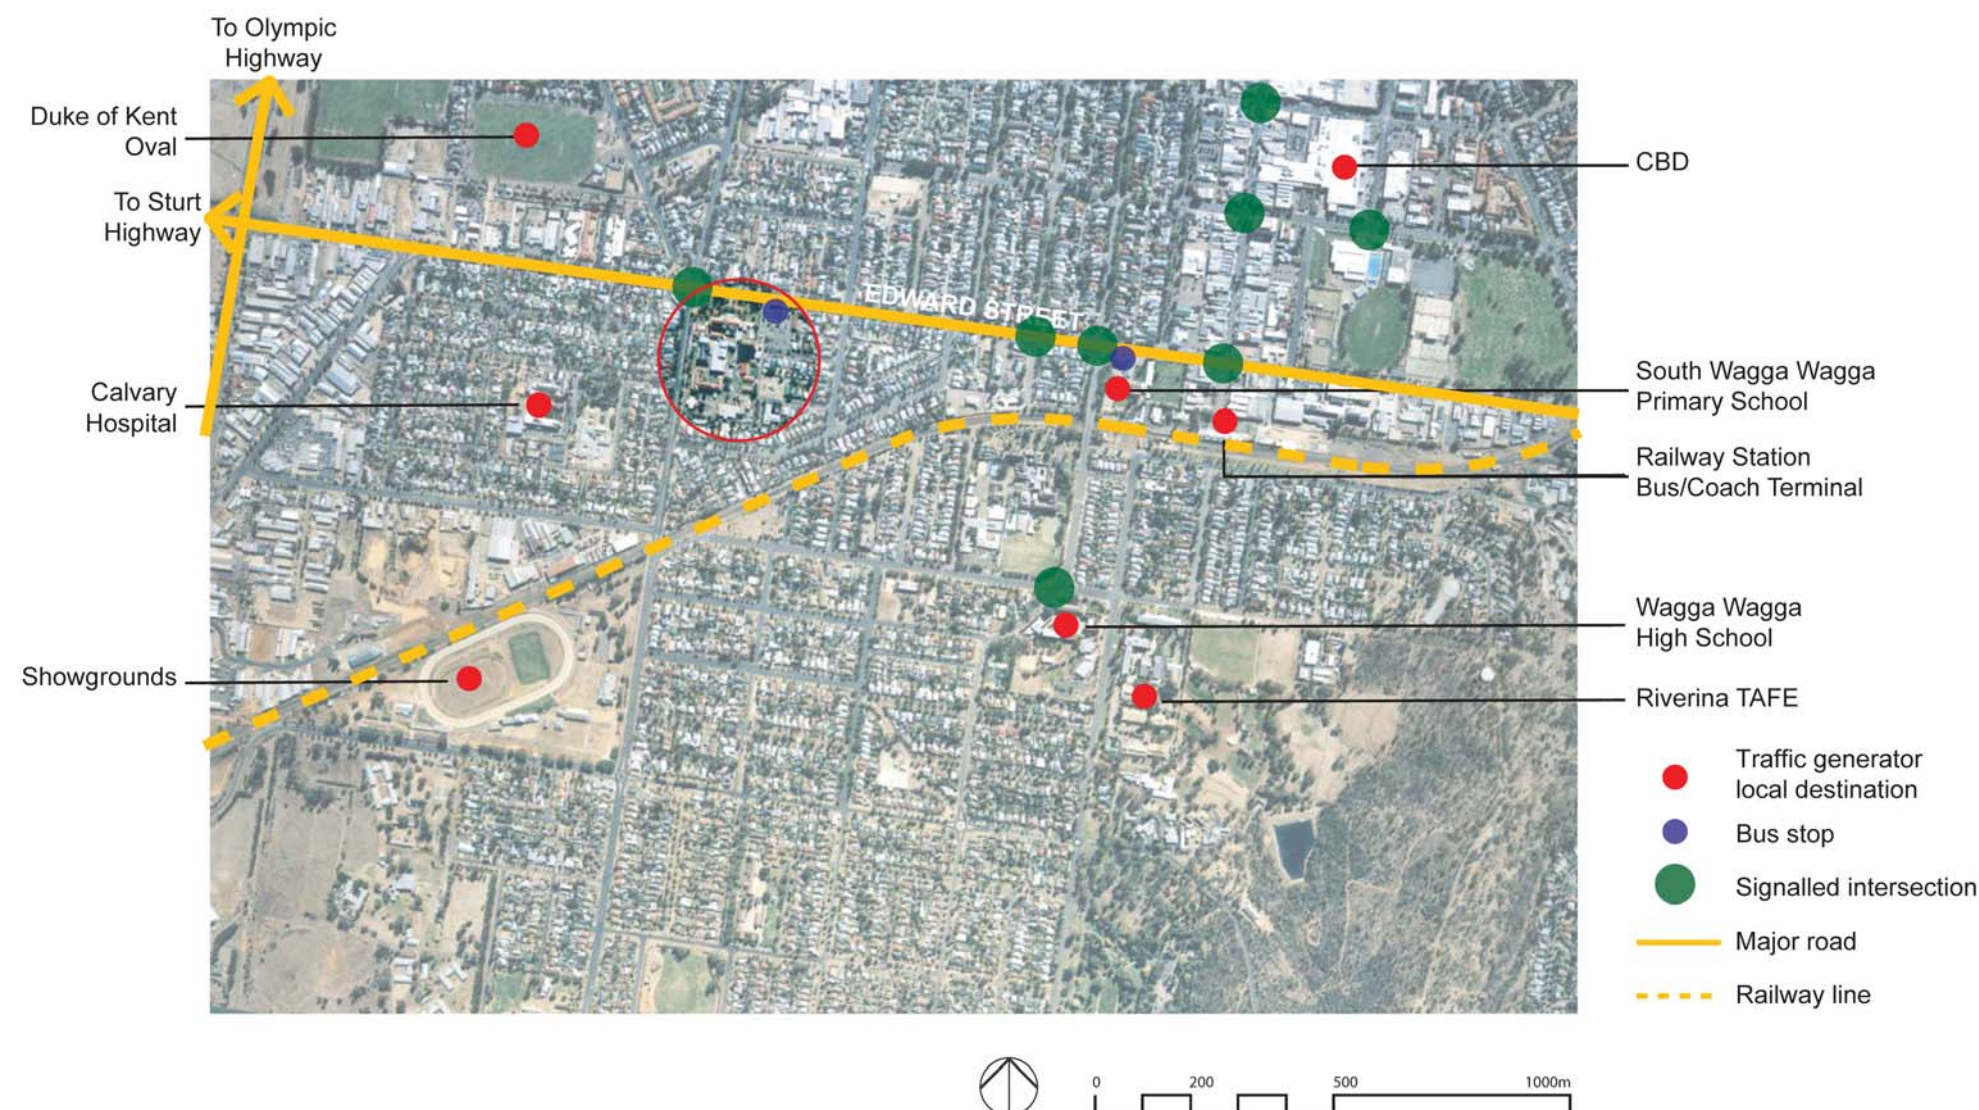 To Olympic
Highway
Duke of Kent
Oval
To Sturt
Highway
Calvary
Hospital
Showgrounds
EDWARD STREET
CBD
South Wagga Wagga
Primary School
Railway Station
Bus/Coach Terminal
Wagga Wagga
High School
Riverina TAFE
Traffic generator
local destination
Bus stop
Signalled intersection
Major road
Railway line
0 200 500 1000m